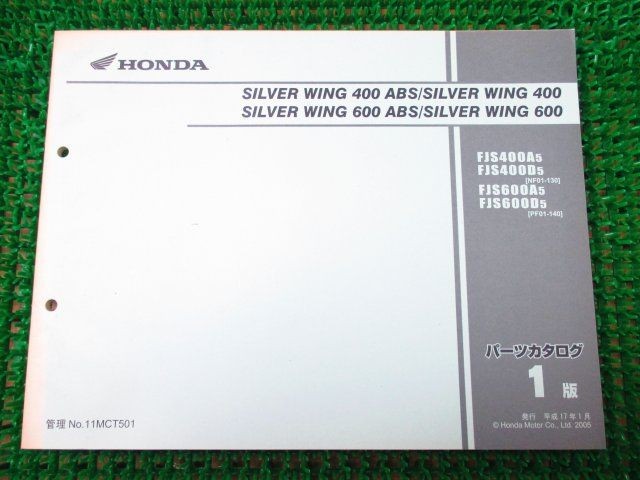 HONDA
SILVER WING 400 ABS/SILVER WING 400
SILVER WING 600 ABS/SILVER WING 600
FJS400A5
FJS400D5
[NF01-130]
FJS600A5
FJS600D5
[PF01-140]
パーツカタログ
1 版
発行 平成17年1月
© Honda Motor Co., Ltd. 2005
管理 No.11MCT501